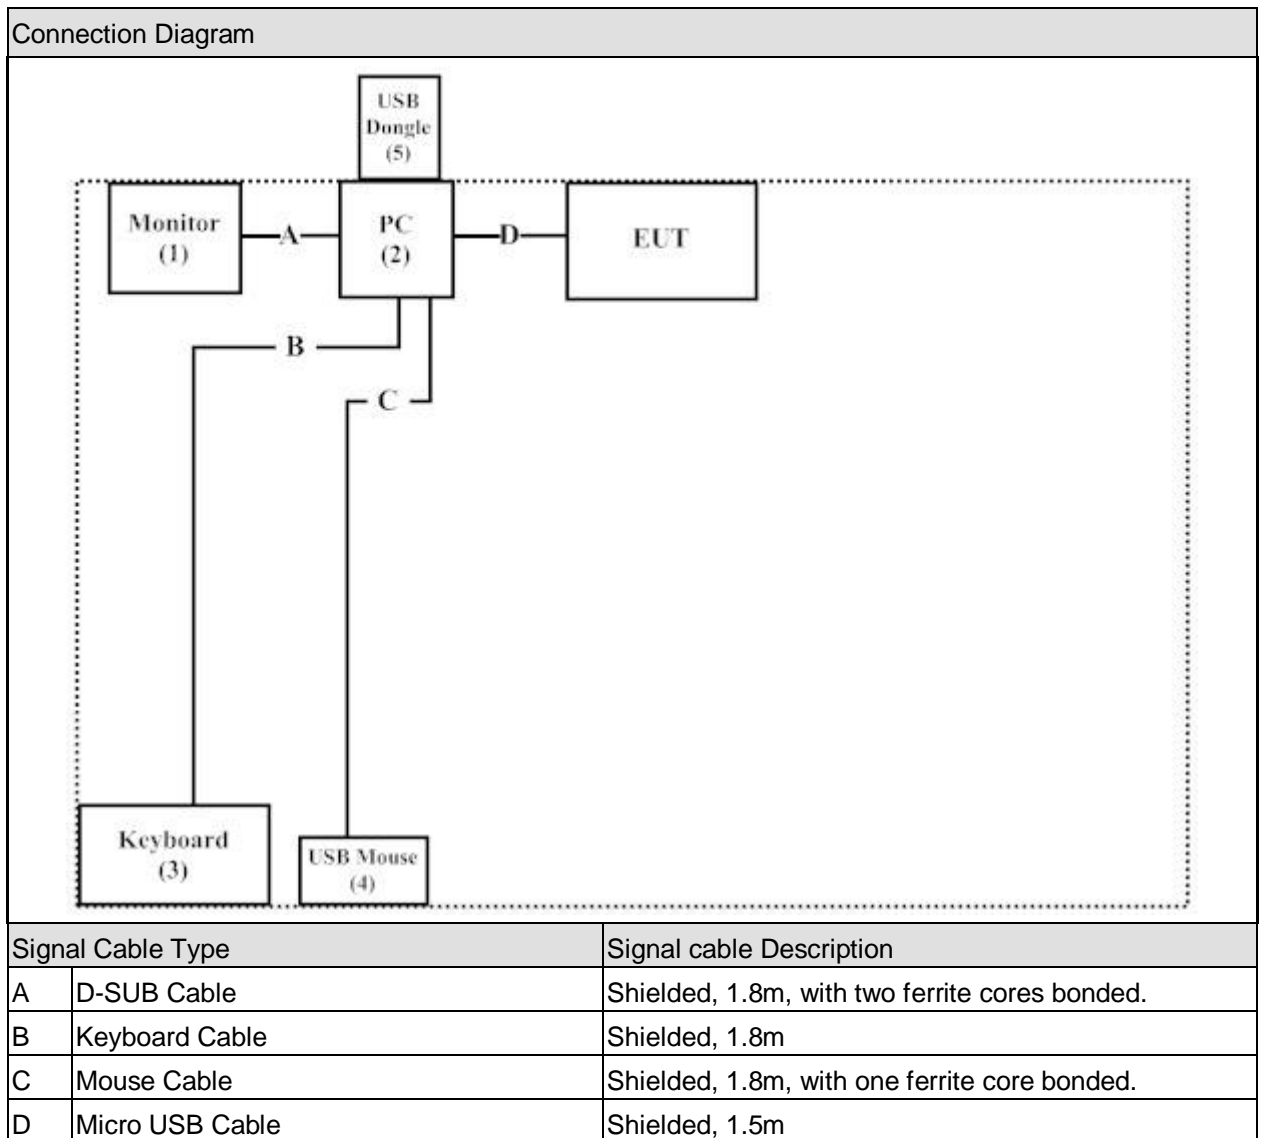 Connection Diagram
USB
Dongle
(5)
Monitor
(1)
A
PC
(2)
D
EUT
B
C
Keyboard
(3)
USB Mouse
(4)
Signal Cable Type Signal cable Description
A D-SUB Cable Shielded, 1.8m, with two ferrite cores bonded.
B Keyboard Cable Shielded, 1.8m
C Mouse Cable Shielded, 1.8m, with one ferrite core bonded.
D Micro USB Cable Shielded, 1.5m